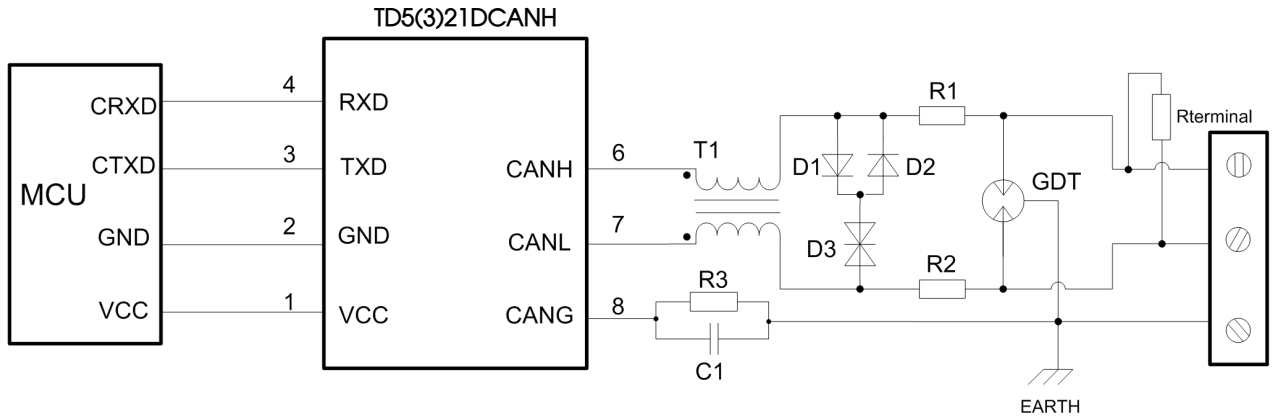 TD5(3)21DCANH
MCU
CRXD
CTXD
GND
VCC
4
3
2
1
RXD
TXD
GND
VCC
CANH
CANL
CANG
6
7
8
T1
R3
C1
D1
D2
D3
R1
R2
GDT
Rterminal
EARTH